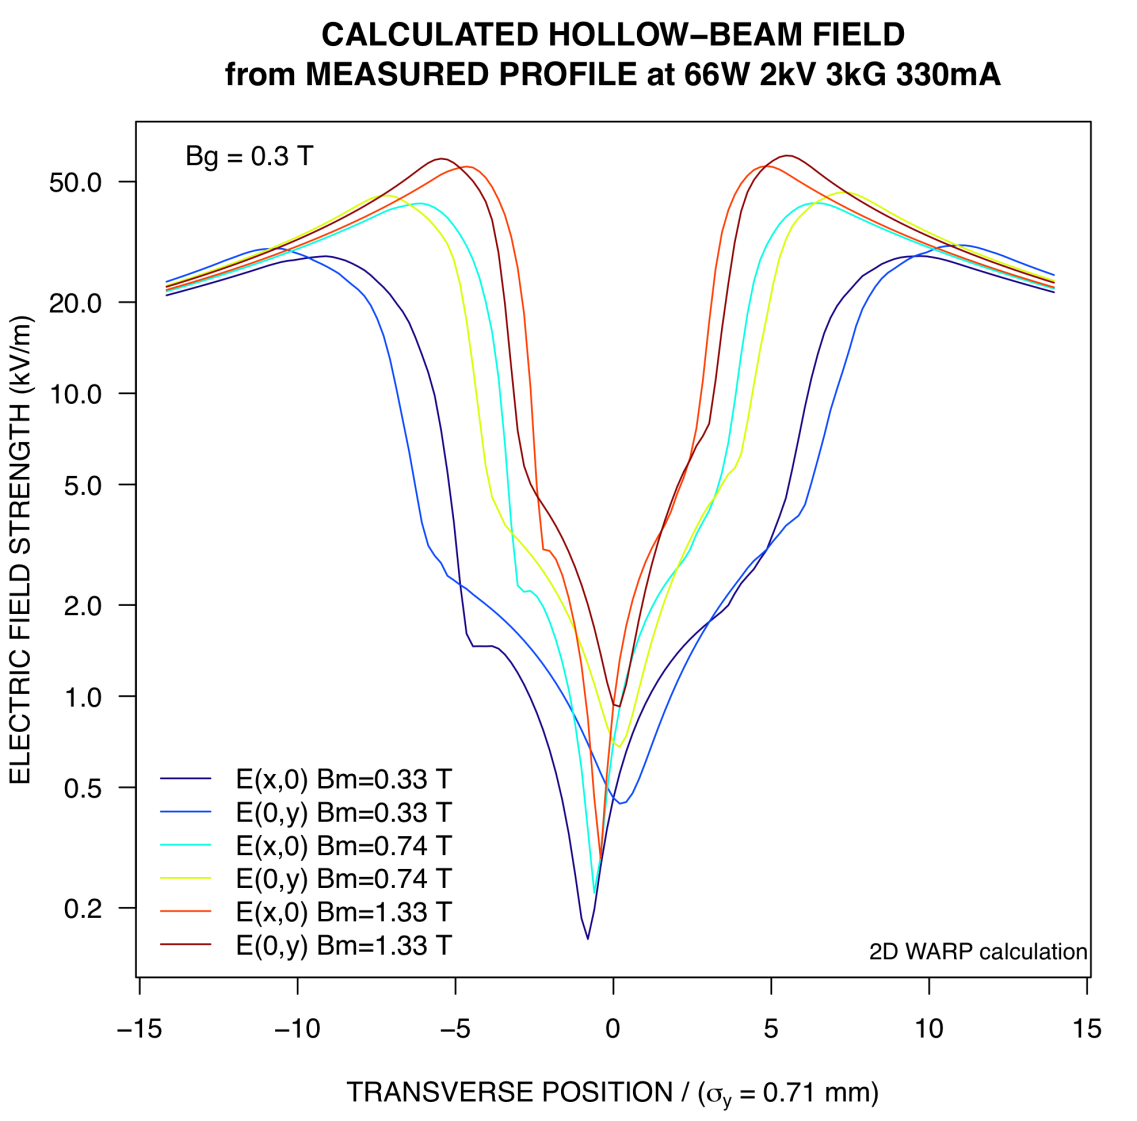 CALCULATED HOLLOW−BEAM FIELD
from MEASURED PROFILE at 66W 2kV 3kG 330mA
Bg = 0.3 T
ELECTRIC FIELD STRENGTH (kV/m)
50.0
20.0
10.0
5.0
2.0
1.0
0.5
0.2
E(x,0) Bm=0.33 T
E(0,y) Bm=0.33 T
E(x,0) Bm=0.74 T
E(0,y) Bm=0.74 T
E(x,0) Bm=1.33 T
E(0,y) Bm=1.33 T
2D WARP calculation
−15 −10 −5 0 5 10 15
TRANSVERSE POSITION / (σy = 0.71 mm)